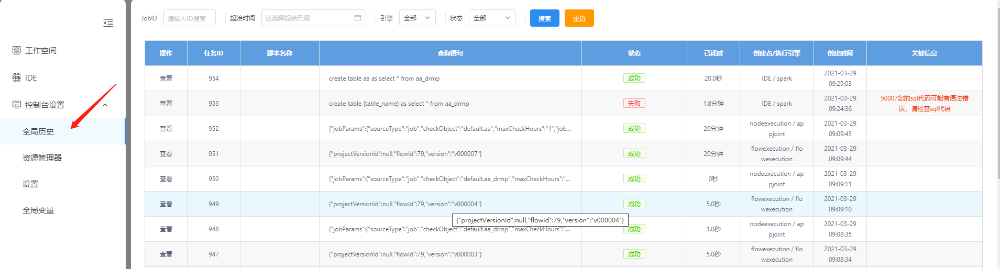 JobID 请输入ID搜索 起始时间 请选择起始日期 引擎 全部 状态 全部 搜索 重置
工作空间
IDE
控制台设置
全局历史
资源管理器
设置
全局变量
操作 任务ID 脚本名称 查询语句 状态 已耗时 创建者/执行引擎 创建时间 关键信息
查看 954 create table aa as select * from aa_drmp 成功 20.0秒 IDE / spark 2021-03-29
09:29:03
查看 953 create table {table_name} as select * from aa_drmp 失败 1.8分钟 IDE / spark 2021-03-29
09:24:36
50007您的sql代码可能有语法错
误，请检查sql代码
查看 952 {"jobParams":{"sourceType":"job","checkObject":"default.aa","maxCheckHours":"1","job... 成功 20分钟 nodeexecution / ap
pjoint
2021-03-29
09:09:45
查看 951 {"projectVersionId":null,"flowId":79,"version":"v000007"} 成功 20分钟 flowexecution / flo
wexecution
2021-03-29
09:09:44
查看 950 {"jobParams":{"sourceType":"job","checkObject":"default.aa_drmp","maxCheckHours":"... 成功 0秒 nodeexecution / ap
pjoint
2021-03-29
09:09:11
查看 949 {"projectVersionId":null,"flowId":79,"version":"v000004"} 成功 5.0秒 flowexecution / flo
wexecution
2021-03-29
09:09:10
{"projectVersionId":null,"flowId":79,"version":"v000004"}
查看 948 {"jobParams":{"sourceType":"job","checkObject":"default.aa_drmp","maxCheckHours":"... 成功 1.0秒 nodeexecution / ap
pjoint
2021-03-29
09:08:35
查看 947 {"projectVersionId":null,"flowId":79,"version":"v000003"} 成功 5.0秒 flowexecution / flo
wexecution
2021-03-29
09:08:34